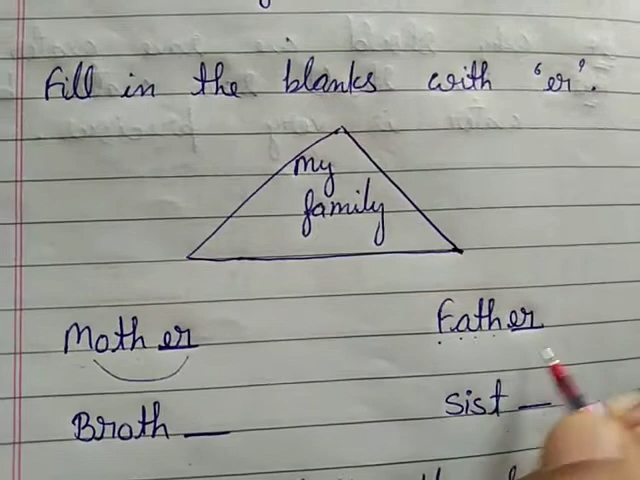 Fill in the blanks with 'er'.
My
family
Mother
Father
Broth __
Sist __